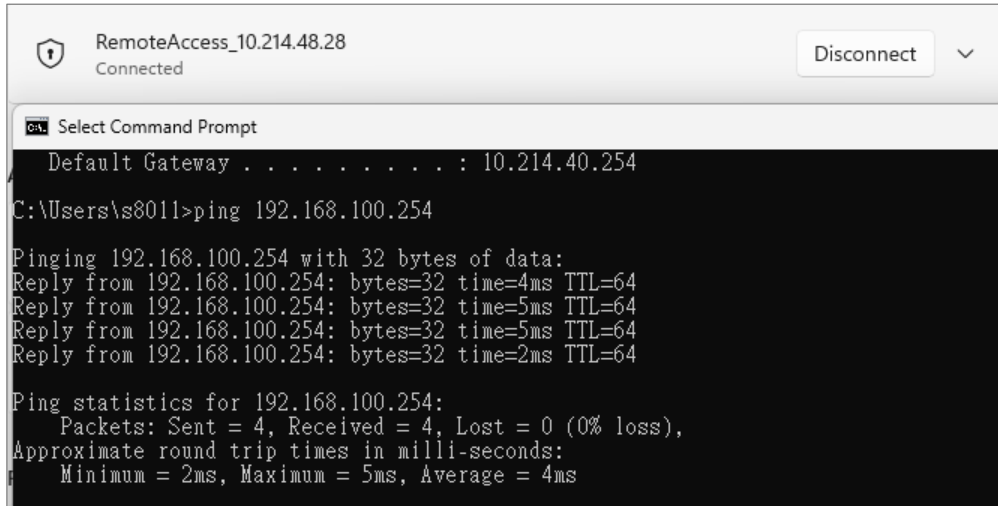 RemoteAccess_10.214.48.28
Connected
Disconnect
Select Command Prompt
Default Gateway . . . . . . . . . : 10.214.40.254
C:\Users\s8011>ping 192.168.100.254
Pinging 192.168.100.254 with 32 bytes of data:
Reply from 192.168.100.254: bytes=32 time=4ms TTL=64
Reply from 192.168.100.254: bytes=32 time=5ms TTL=64
Reply from 192.168.100.254: bytes=32 time=5ms TTL=64
Reply from 192.168.100.254: bytes=32 time=2ms TTL=64
Ping statistics for 192.168.100.254:
Packets: Sent = 4, Received = 4, Lost = 0 (0% loss),
Approximate round trip times in milli-seconds:
Minimum = 2ms, Maximum = 5ms, Average = 4ms